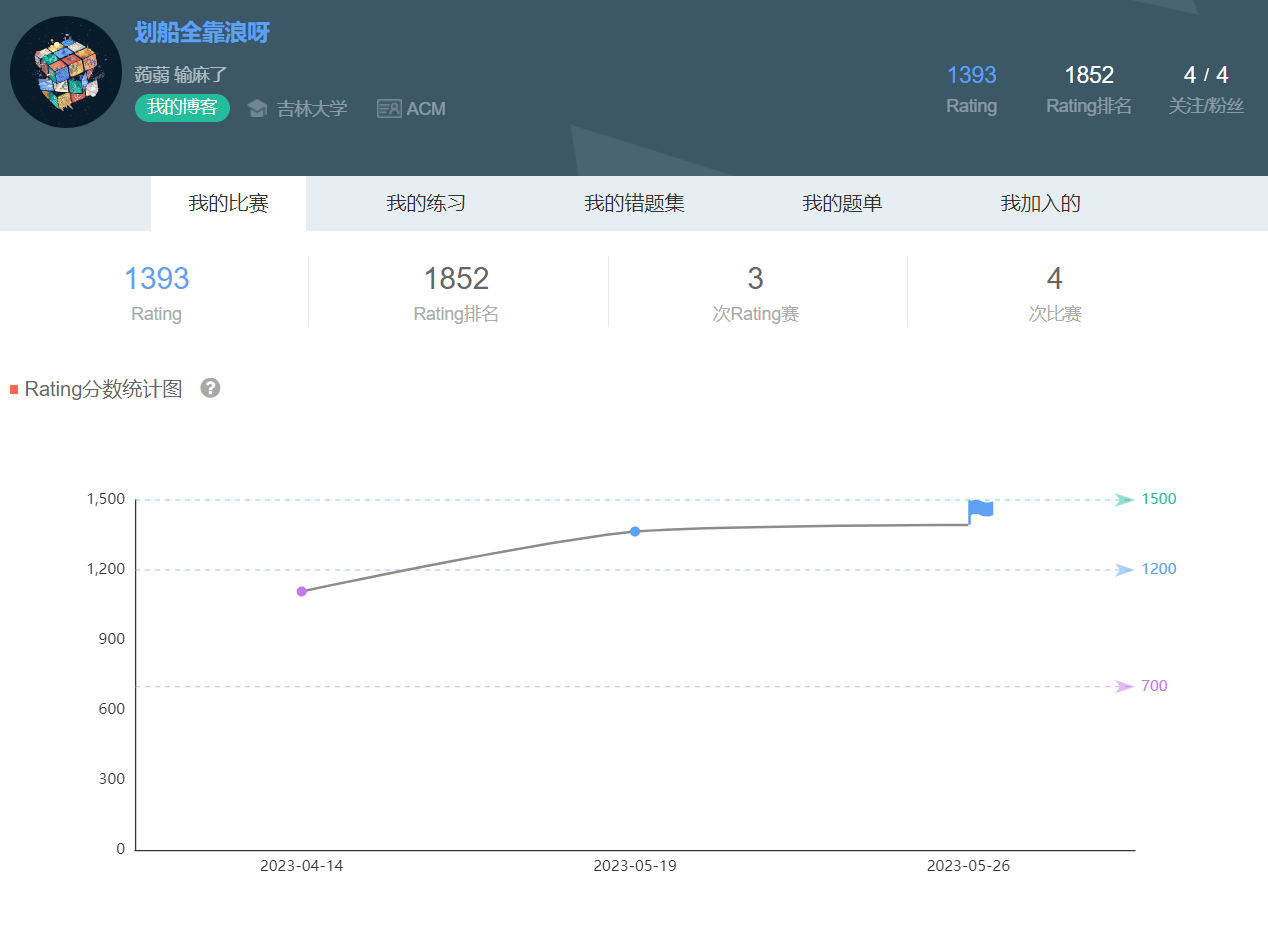 划船全靠浪呀
蒟蒻 输麻了
我的博客 吉林大学 ACM
1393 1852 4 / 4
Rating Rating排名 关注/粉丝
我的比赛 我的练习 我的错题集 我的题单 我加入的
1393 1852 3 4
Rating Rating排名 次Rating赛 次比赛
Rating分数统计图 ?
1,500 1500
1,200 1200
900
700
600
300
0
2023-04-14 2023-05-19 2023-05-26